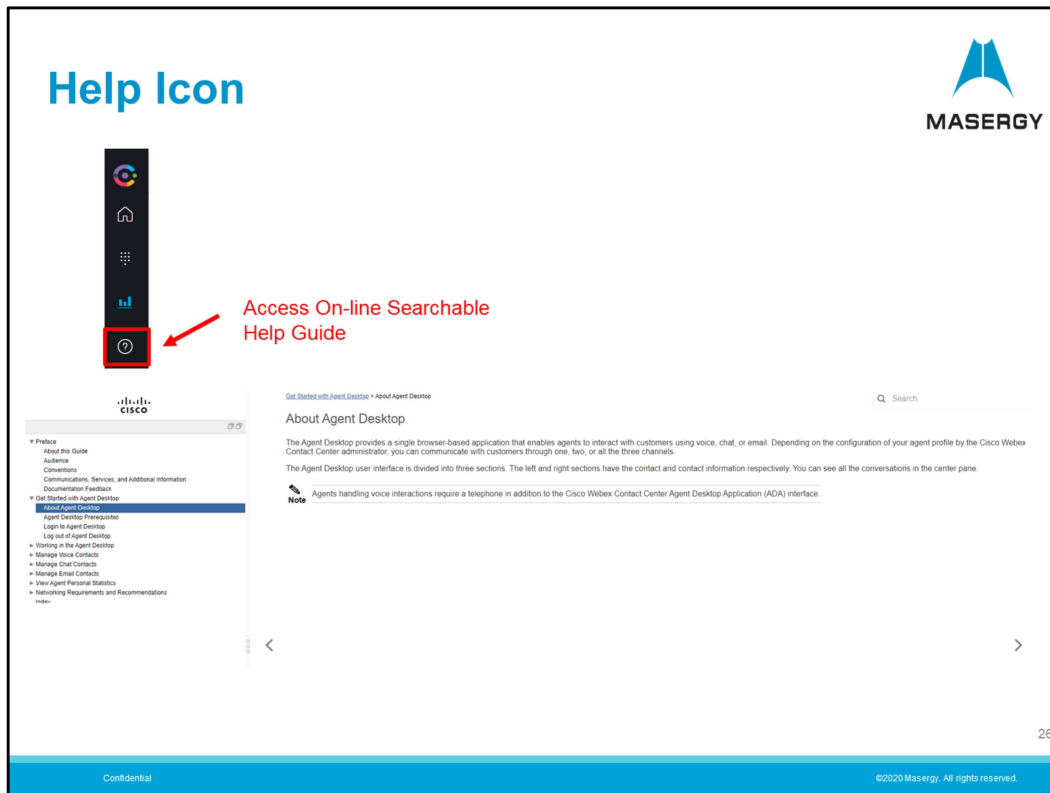 Help Icon
MASERGY
Access On-line Searchable
Help Guide
CISCO
Get Started with Agent Desktop > About Agent Desktop
Search
About Agent Desktop
The Agent Desktop provides a single browser-based application that enables agents to interact with customers using voice, chat, or email. Depending on the configuration of your agent profile by the Cisco Webex
Contact Center administrator, you can communicate with customers through one, two, or all the three channels.
The Agent Desktop user interface is divided into three sections. The left and right sections have the contact and contact information respectively. You can see all the conversations in the center pane.
Note
Agents handling voice interactions require a telephone in addition to the Cisco Webex Contact Center Agent Desktop Application (ADA) interface.
Preface
About this Guide
Audience
Conventions
Communications, Services, and Additional Information
Documentation Feedback
Get Started with Agent Desktop
About Agent Desktop
Agent Desktop Prerequisites
Login to Agent Desktop
Log out of Agent Desktop
Working in the Agent Desktop
Manage Voice Contacts
Manage Chat Contacts
Manage Email Contacts
View Agent Personal Statistics
Networking Requirements and Recommendations
Index
26
Confidential
©2020 Masergy. All rights reserved.